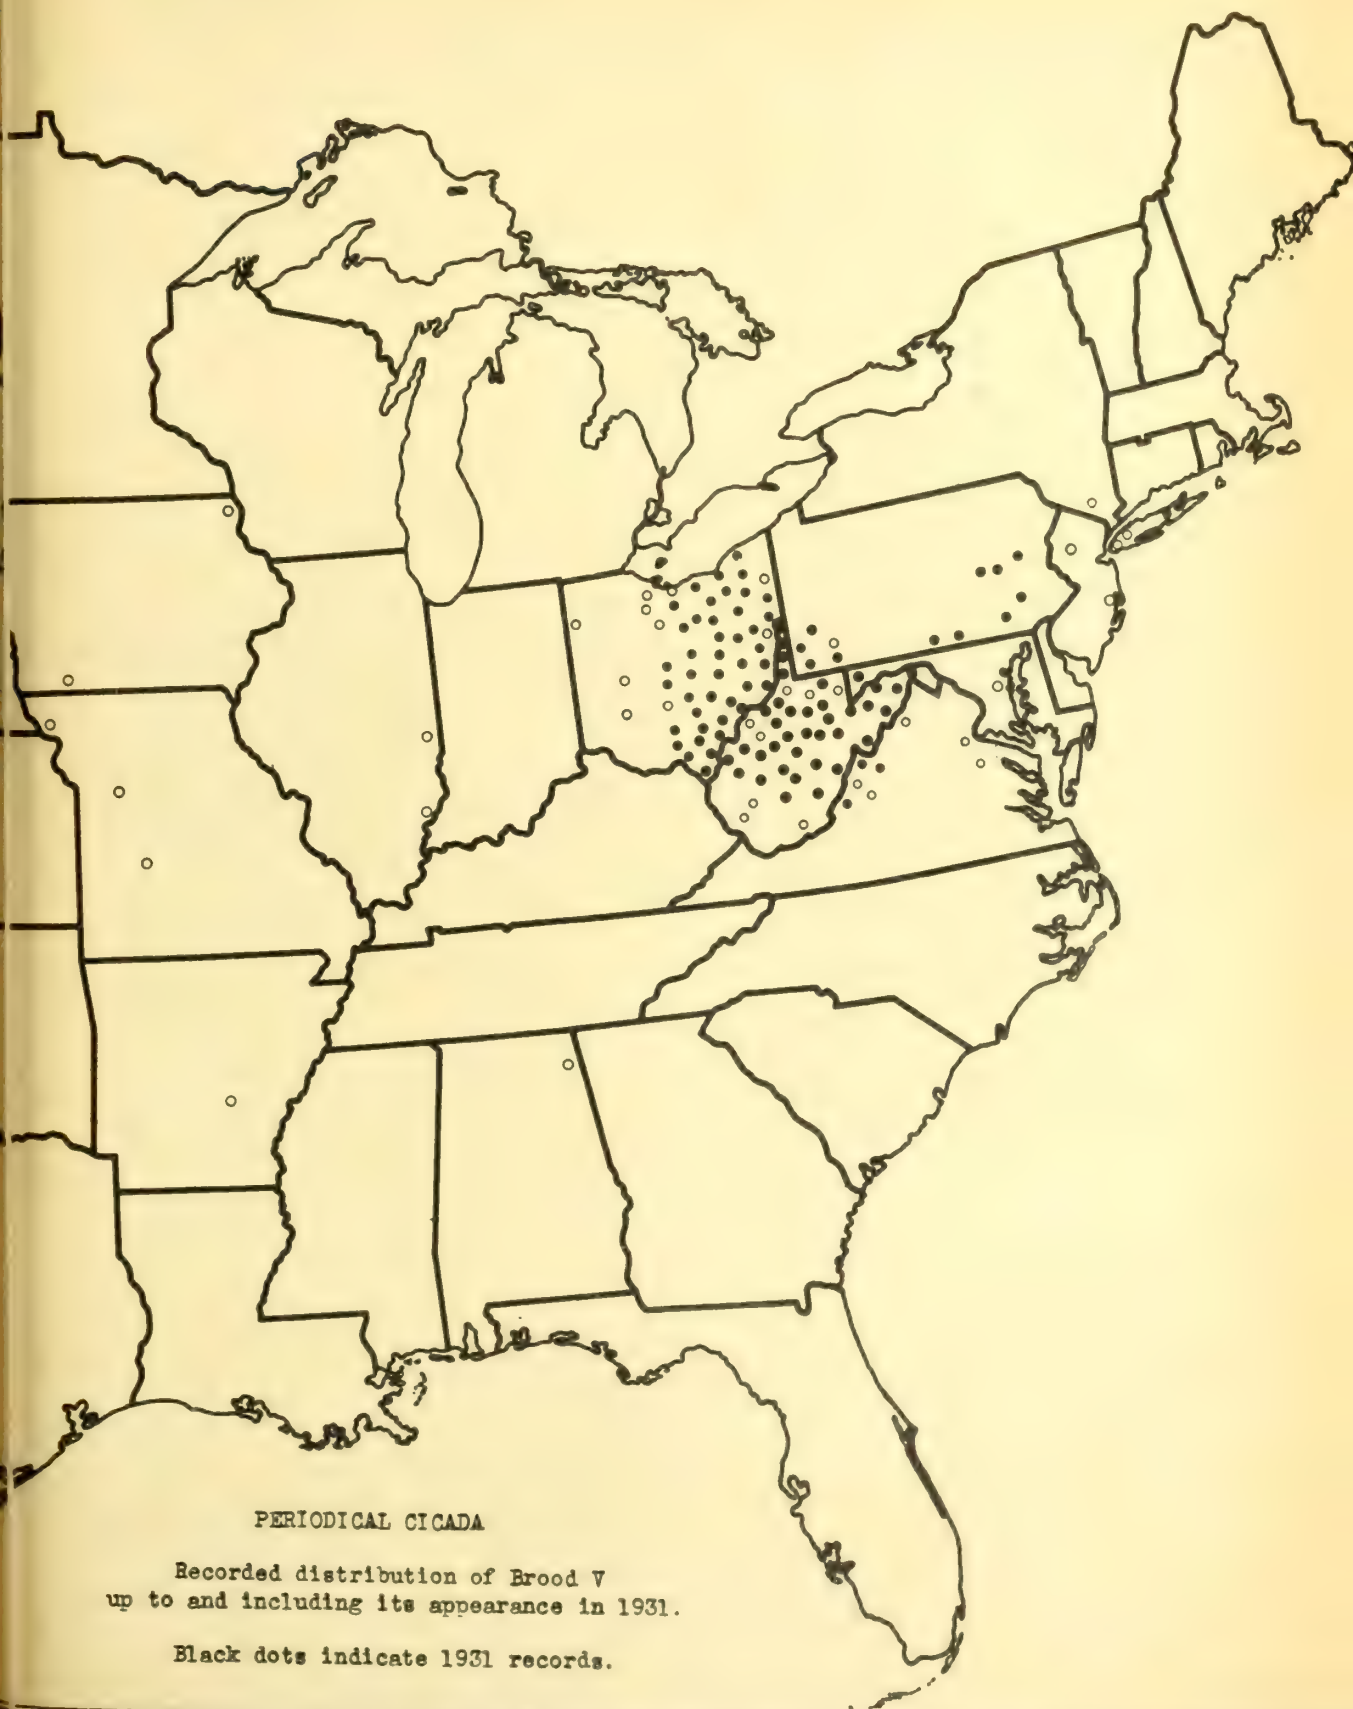 PERIODICAL CICADA
Recorded distribution of Brood V
up to and including its appearance in 1931.
Black dots indicate 1931 records.